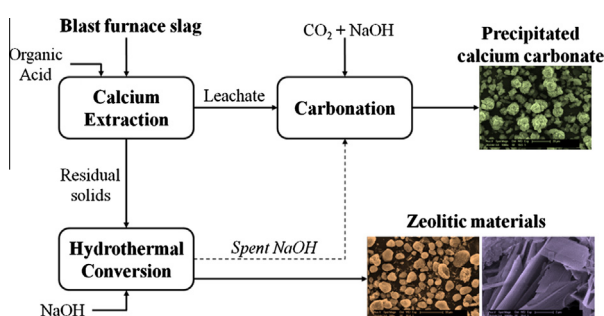 Blast furnace slag
Organic
Acid
CO₂ + NaOH
Precipitated
calcium carbonate
Calcium
Extraction
Leachate
Carbonation
Residual
solids
Zeolitic materials
Hydrothermal
Conversion
Spent NaOH
NaOH